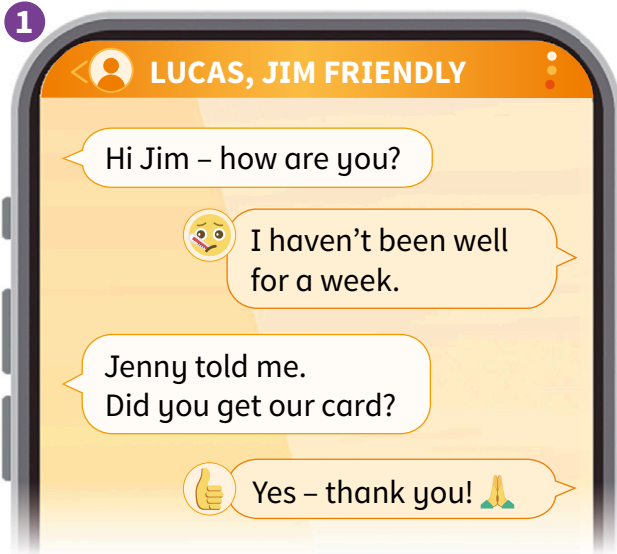 1
LUCAS, JIM FRIENDLY
Hi Jim – how are you?
I haven’t been well
for a week.
Jenny told me.
Did you get our card?
Yes – thank you! 🙏